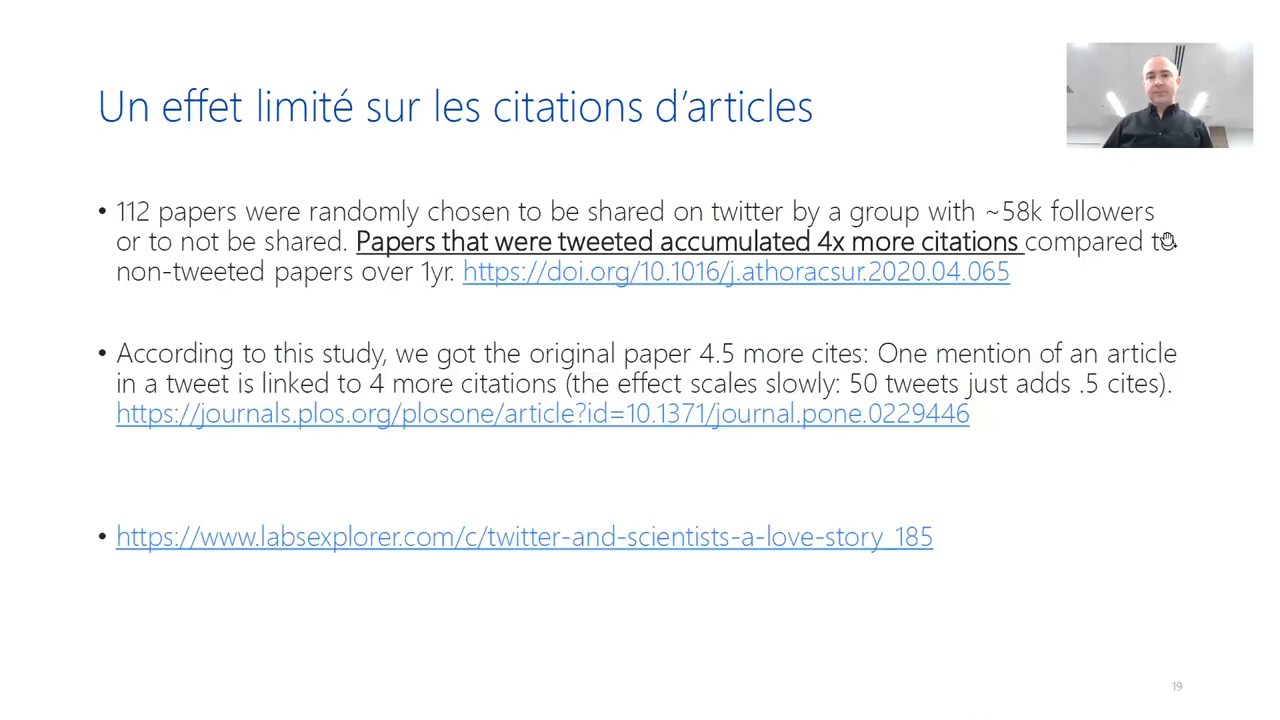 Un effet limité sur les citations d'articles
• 112 papers were randomly chosen to be shared on twitter by a group with ~58k followers
or to not be shared. Papers that were tweeted accumulated 4x more citations compared to
non-tweeted papers over 1yr. https://doi.org/10.1016/j.athoracsur.2020.04.065
• According to this study, we got the original paper 4.5 more cites: One mention of an article
in a tweet is linked to 4 more citations (the effect scales slowly: 50 tweets just adds .5 cites).
https://journals.plos.org/plosone/article?id=10.1371/journal.pone.0229446
• https://www.labsexplorer.com/c/twitter-and-scientists-a-love-story_185
19